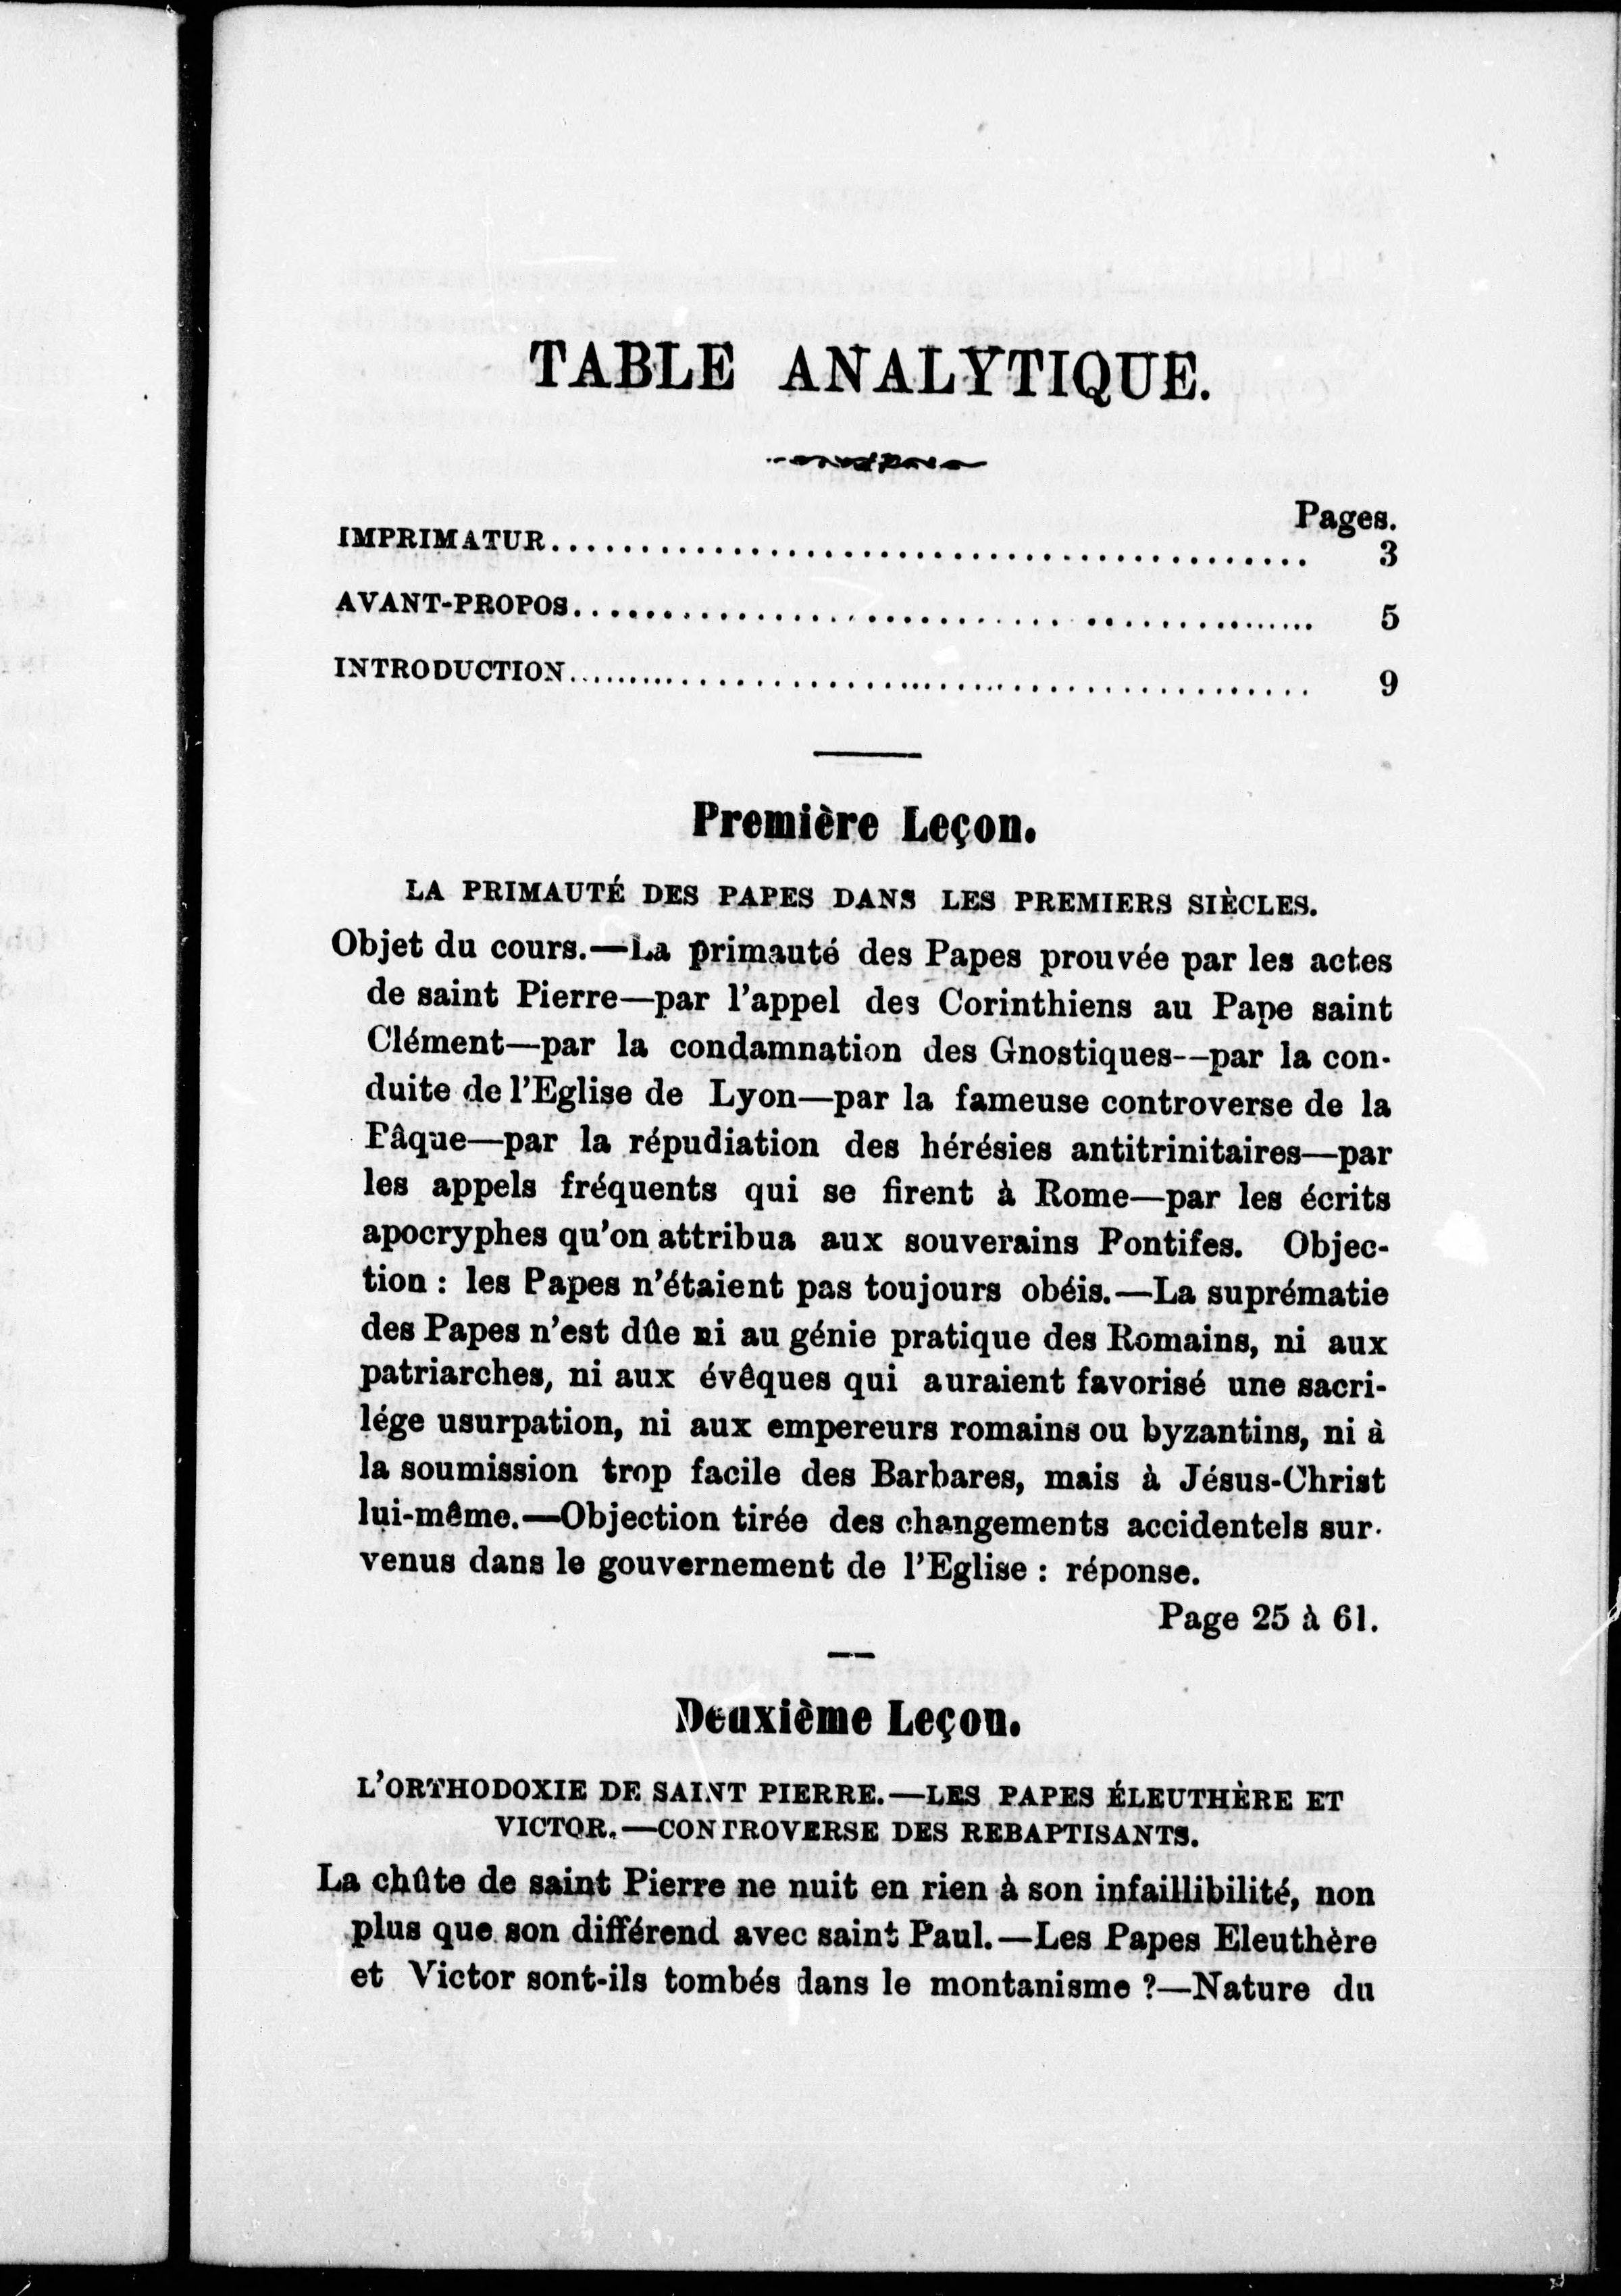 TABLE ANALYTIQUE.
Pages.
IMPRIMATUR........................................... 3
AVANT-PROPOS........................................... 5
INTRODUCTION........................................... 9
Première Leçon.
LA PRIMAUTÉ DES PAPES DANS LES PREMIERS SIÈCLES.
Objet du cours.—La primauté des Papes prouvée par les actes
de saint Pierre—par l'appel des Corinthiens au Pape saint
Clément—par la condamnation des Gnostiques--par la con-
duite de l'Eglise de Lyon—par la fameuse controverse de la
Pâque—par la répudiation des hérésies antitrinitaires—par
les appels fréquents qui se firent à Rome—par les écrits
apocryphes qu'on attribua aux souverains Pontifes. Objec-
tion : les Papes n'étaient pas toujours obéis.—La suprématie
des Papes n'est dûe ni au génie pratique des Romains, ni aux
patriarches, ni aux évêques qui auraient favorisé une sacri-
lége usurpation, ni aux empereurs romains ou byzantins, ni à
la soumission trop facile des Barbares, mais à Jésus-Christ
lui-même.—Objection tirée des changements accidentels sur-
venus dans le gouvernement de l'Eglise : réponse.
Page 25 à 61.
Deuxième Leçon.
L'ORTHODOXIE DE SAINT PIERRE.—LES PAPES ÉLEUTHÈRE ET
VICTOR.—CONTROVERSE DES REBAPTISANTS.
La chûte de saint Pierre ne nuit en rien à son infaillibilité, non
plus que son différend avec saint Paul.—Les Papes Eleuthère
et Victor sont-ils tombés dans le montanisme ?—Nature du